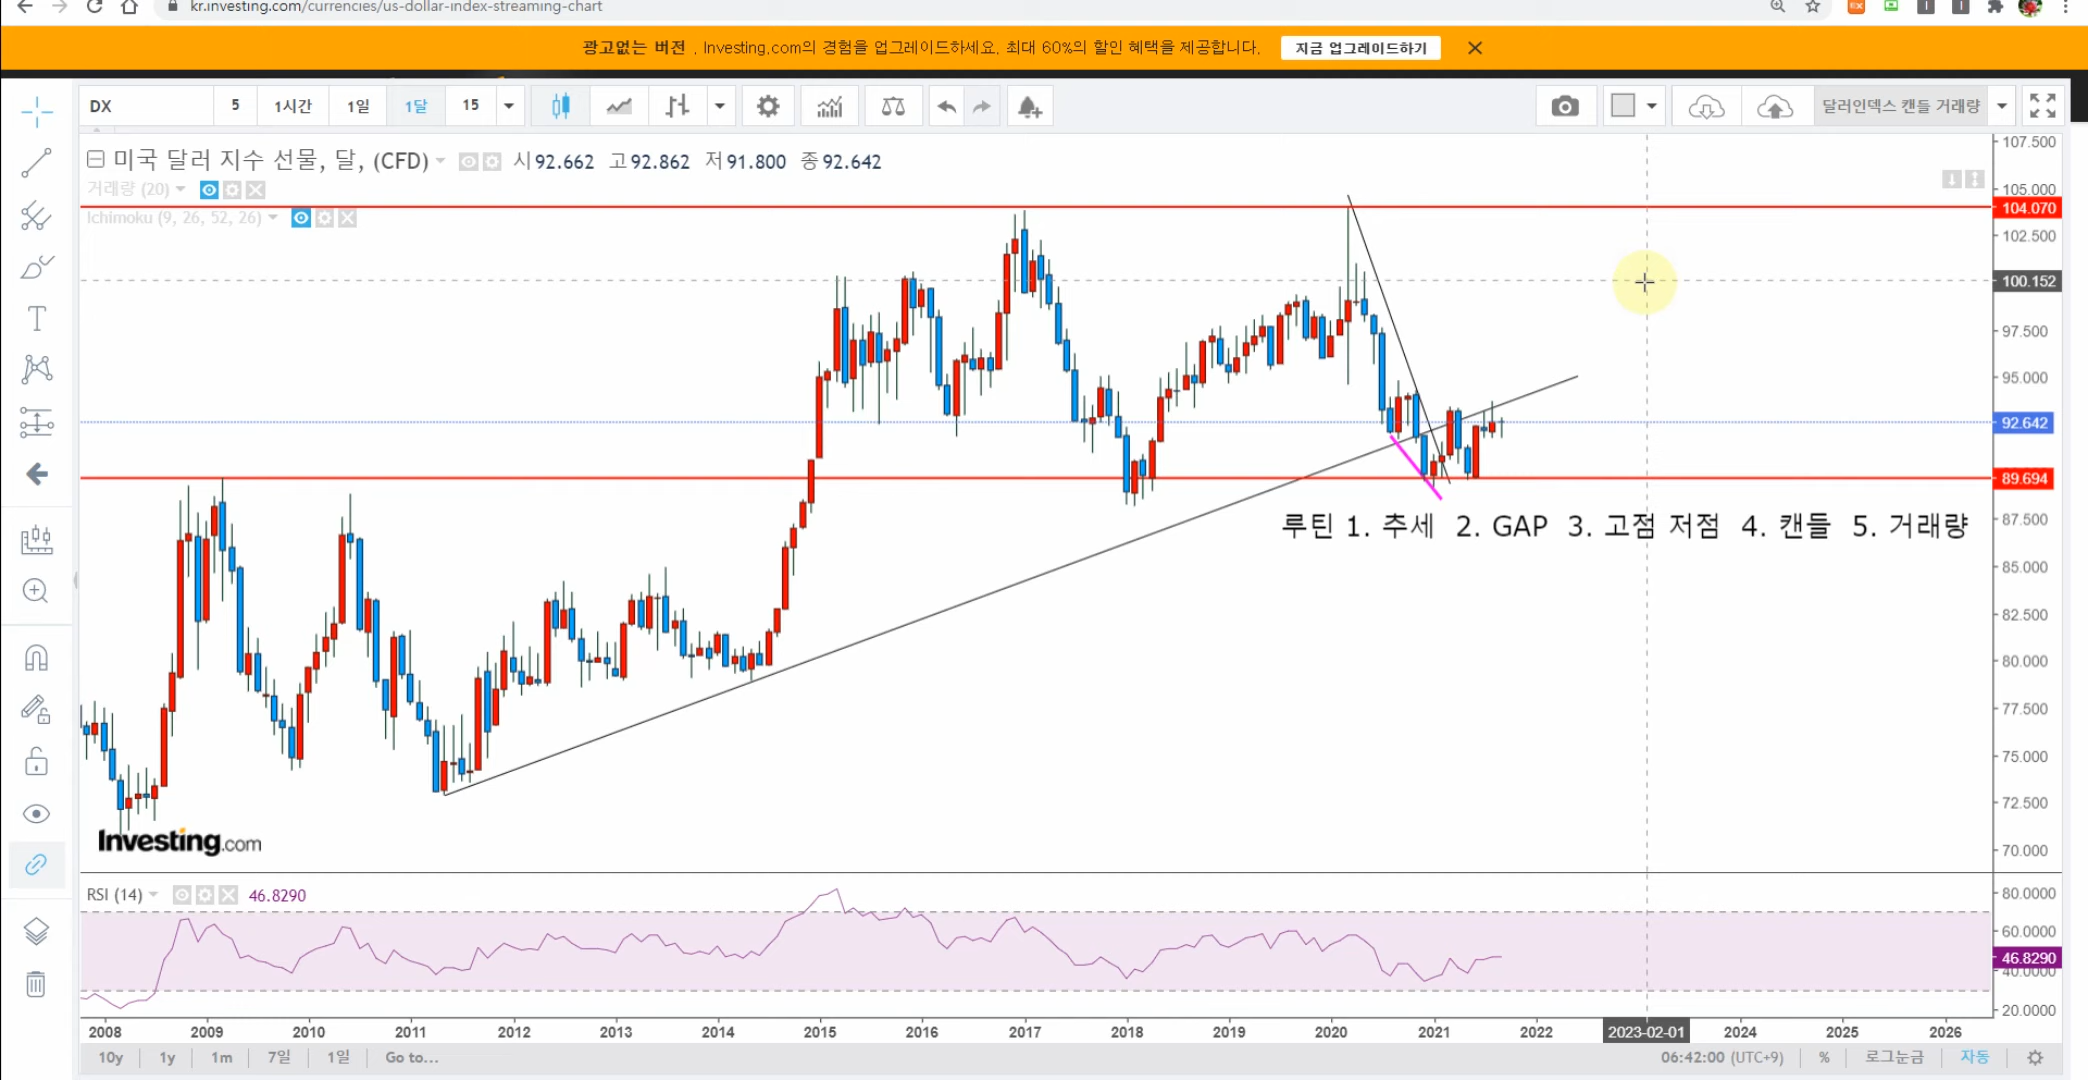 kr.investing.com/currencies/us-dollar-index-streaming-chart
광고없는 버전 . Investing.com의 경험을 업그레이드하세요. 최대 60%의 할인 혜택을 제공합니다. 지금 업그레이드하기
DX 5 1시간 1일 1달 15 달러인덱스 캔들 거래량
미국 달러 지수 선물, 달, (CFD) 시92.662 고92.862 저91.800 종92.642
거래량 (20)
Ichimoku (9, 26, 52, 26)
107.500
105.000
104.070
102.500
100.152
97.500
95.000
92.642
89.694
87.500
85.000
82.500
80.000
77.500
75.000
72.500
70.000
루틴 1. 추세 2. GAP 3. 고점 저점 4. 캔들 5. 거래량
Investing.com
RSI (14) 46.8290
80.0000
60.0000
46.8290
40.0000
20.0000
2008 2009 2010 2011 2012 2013 2014 2015 2016 2017 2018 2019 2020 2021 2022 2023-02-01 2024 2025 2026
10y 1y 1m 7일 1일 Go to... 06:42:00 (UTC+9) % 로그눈금 자동